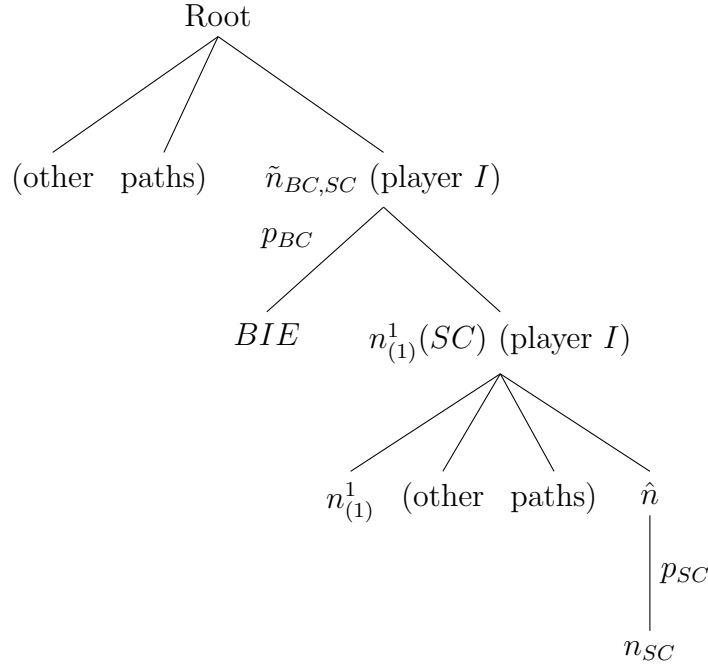 Root
(other paths) ñ_{BC,SC} (player I)
p_{BC}
BIE n^1_{(1)}(SC) (player I)
n^1_{(1)} (other paths) n̂
p_{SC}
n_{SC}